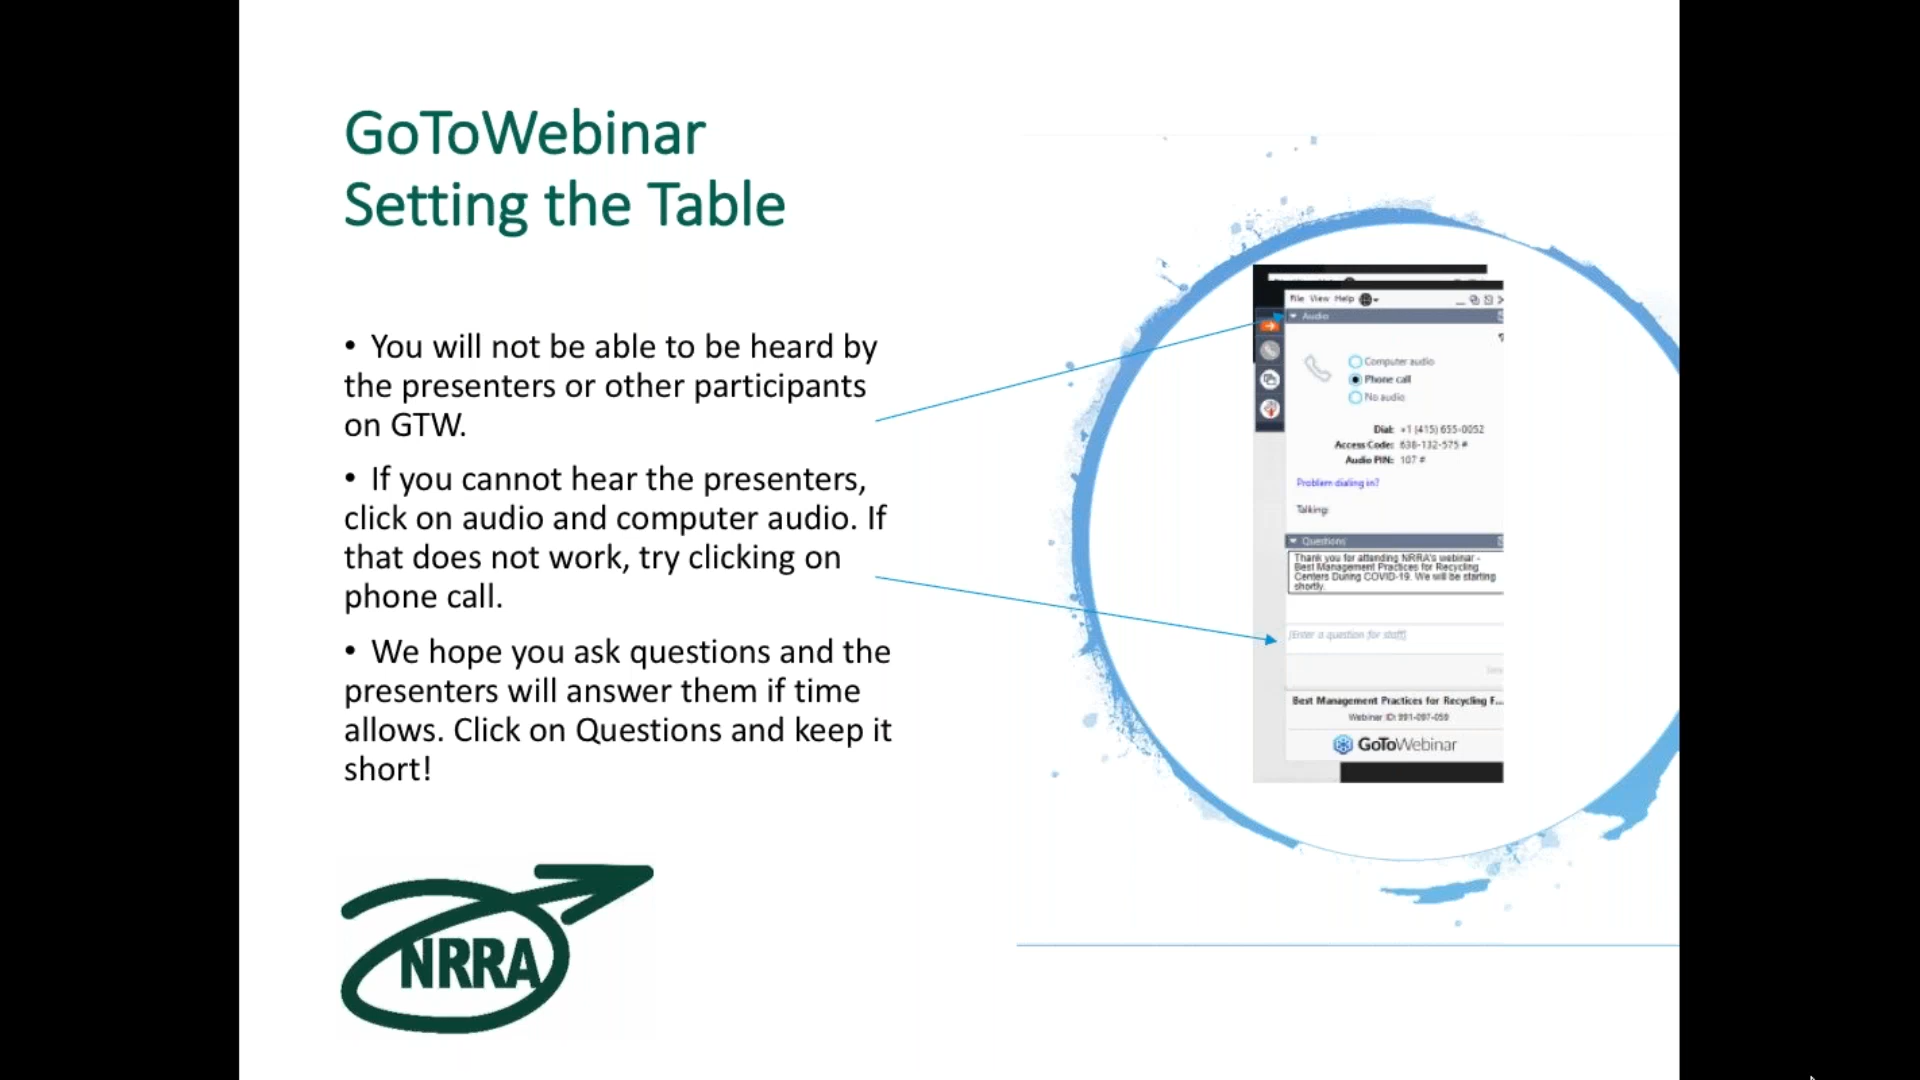 GoToWebinar
Setting the Table
• You will not be able to be heard by
the presenters or other participants
on GTW.
• If you cannot hear the presenters,
click on audio and computer audio. If
that does not work, try clicking on
phone call.
• We hope you ask questions and the
presenters will answer them if time
allows. Click on Questions and keep it
short!
NRRA
File View Help
Audio
Computer audio
Phone call
No audio
Dial: +1 (415) 655-0052
Access Code: 638-132-575 #
Audio PIN: 107 #
Problem dialing in?
Talking:
Questions
Thank you for attending NRRA's webinar -
Best Management Practices for Recycling
Centers During COVID-19. We will be starting
shortly.
[Enter a question for staff]
Best Management Practices for Recycling F...
Webinar ID: 991-097-059
GoToWebinar